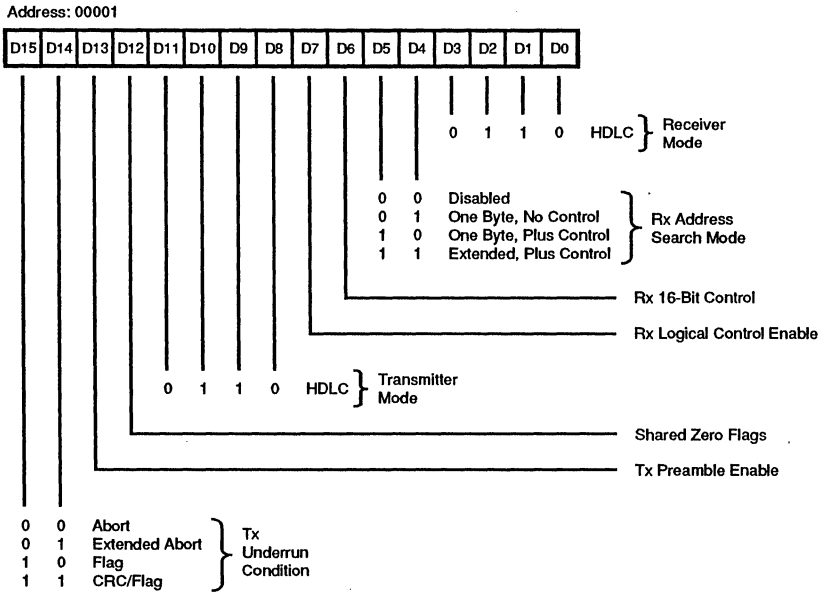 Address: 00001
D15 D14 D13 D12 D11 D10 D9 D8 D7 D6 D5 D4 D3 D2 D1 D0
0 1 1 0 HDLC } Receiver
Mode
0 0 Disabled
0 1 One Byte, No Control
1 0 One Byte, Plus Control
1 1 Extended, Plus Control
Rx Address
Search Mode
Rx 16-Bit Control
Rx Logical Control Enable
0 1 1 0 HDLC } Transmitter
Mode
Shared Zero Flags
Tx Preamble Enable
0 0 Abort
0 1 Extended Abort
1 0 Flag
1 1 CRC/Flag
Tx
Underrun
Condition